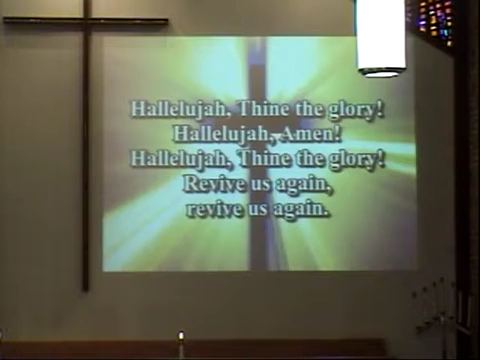 Hallelujah, Thine the glory!
Hallelujah, Amen!
Hallelujah, Thine the glory!
Revive us again,
revive us again.